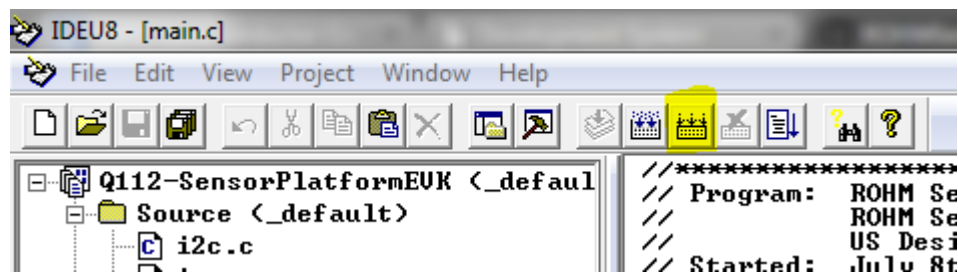 IDEU8 - [main.c]
File Edit View Project Window Help
Q112-SensorPlatformEVK (_defaul
Source (_default)
i2c.c
//*********************
// Program: ROHM Se
// ROHM Se
// US Desi
// Started: July 8t